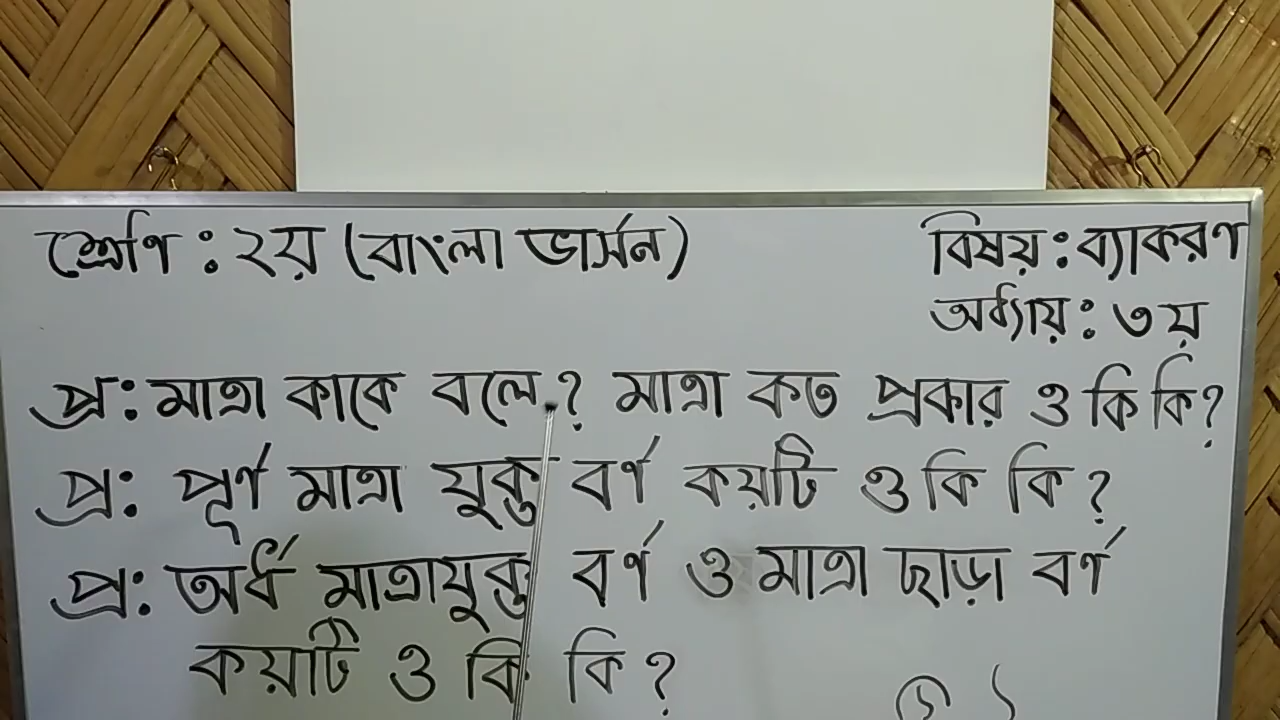 শ্রেণি : ২য় (বাংলা ভার্সন)
বিষয় : ব্যাকরণ
অধ্যায় : ৩য়
প্র: মাত্রা কাকে বলে? মাত্রা কত প্রকার ও কি কি?
প্র: পূর্ণ মাত্রা যুক্ত বর্ণ কয়টি ও কি কি?
প্র: অর্ধ মাত্রাযুক্ত বর্ণ ও মাত্রা ছাড়া বর্ণ
কয়টি ও কি কি?